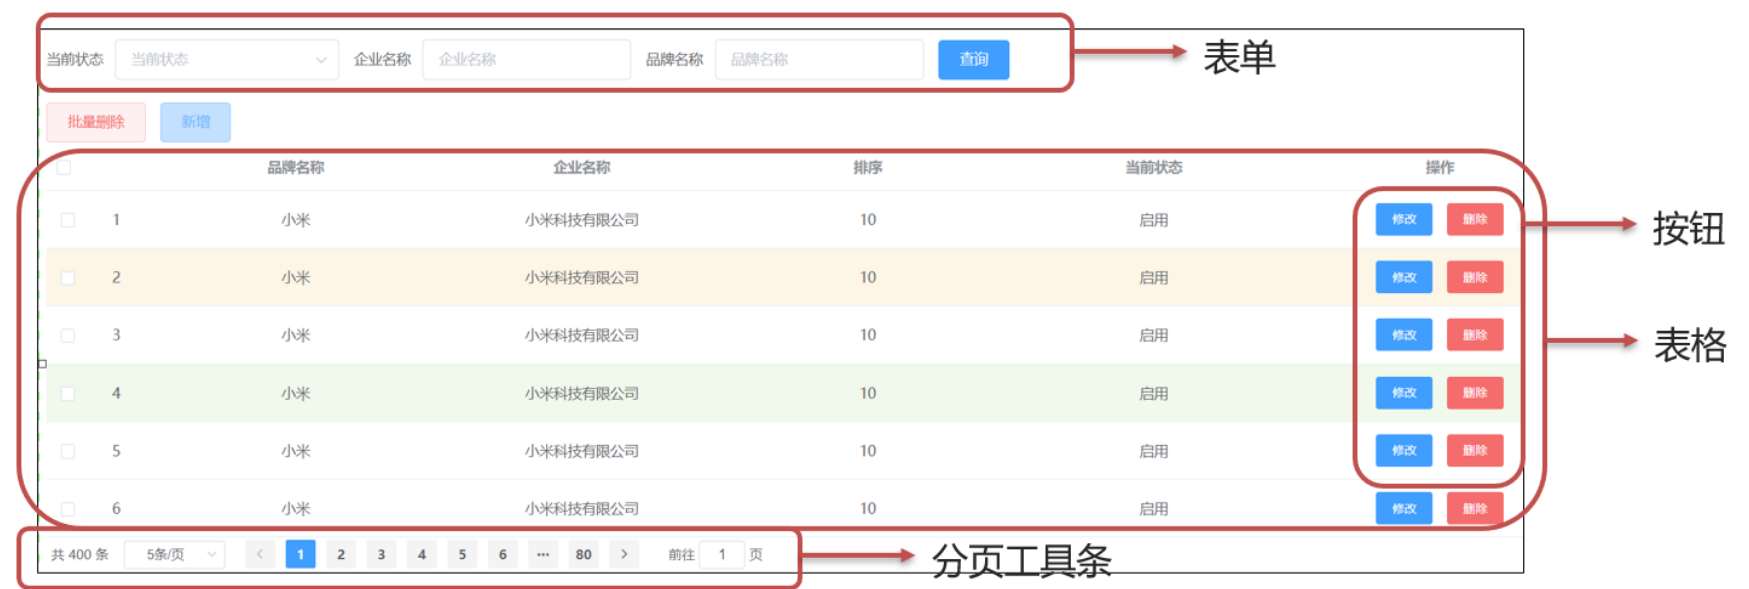 当前状态 当前状态 企业名称 企业名称 品牌名称 品牌名称 查询 表单
批量删除 新增
品牌名称 企业名称 排序 当前状态 操作
1 小米 小米科技有限公司 10 启用 修改 删除 按钮
2 小米 小米科技有限公司 10 启用 修改 删除
3 小米 小米科技有限公司 10 启用 修改 删除 表格
4 小米 小米科技有限公司 10 启用 修改 删除
5 小米 小米科技有限公司 10 启用 修改 删除
6 小米 小米科技有限公司 10 启用 修改 删除
共 400 条 5条/页 < 1 2 3 4 5 6 ··· 80 > 前往 1 页 分页工具条